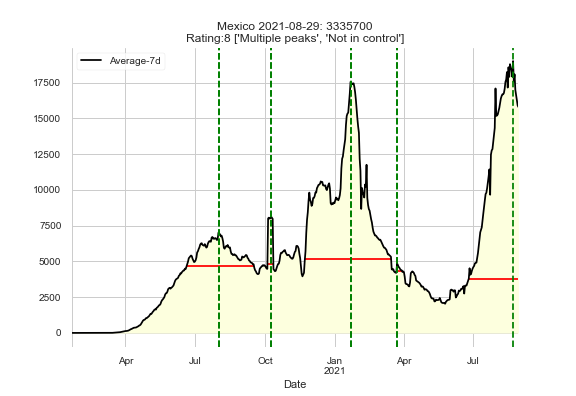 Mexico 2021-08-29: 3335700
Rating:8 ['Multiple peaks', 'Not in control']
Average-7d
17500
15000
12500
10000
7500
5000
2500
0
Apr Jul Oct Jan Apr Jul
2021
Date